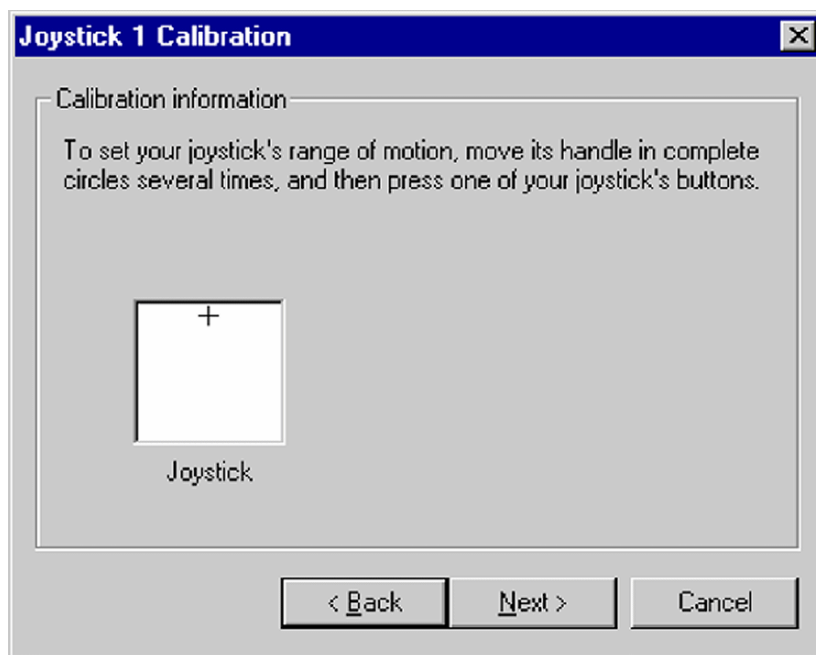 Joystick 1 Calibration
Calibration information
To set your joystick's range of motion, move its handle in complete
circles several times, and then press one of your joystick's buttons.
Joystick
< Back
Next >
Cancel